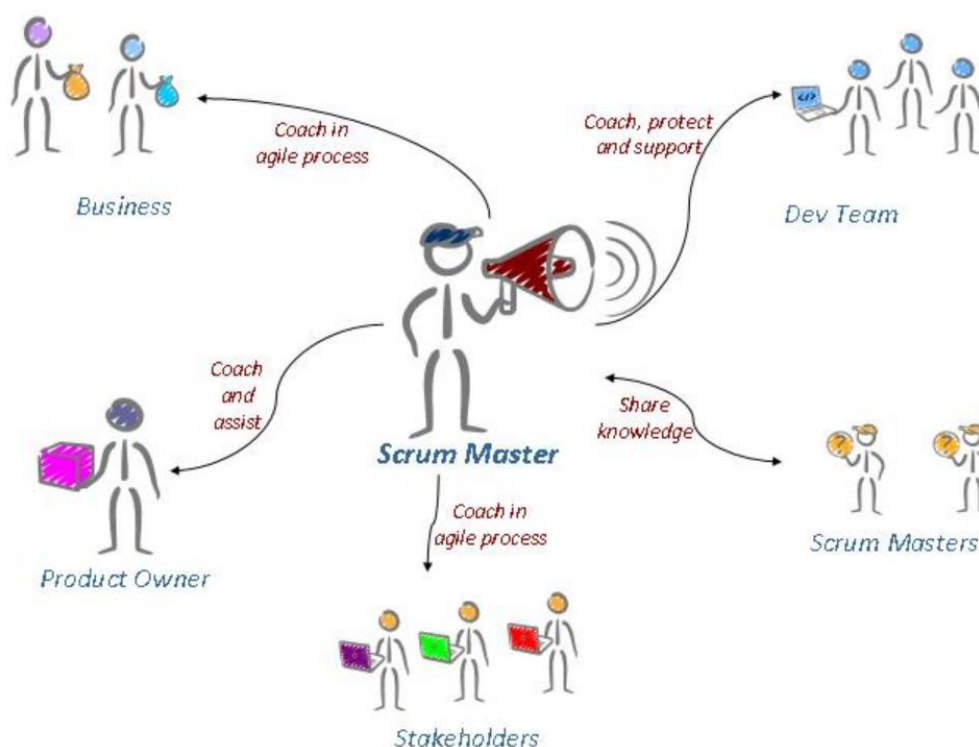 Coach in
agile process
Business
Coach, protect
and support
</>
Dev Team
Coach
and
assist
Product Owner
Scrum Master
Share
knowledge
?
?
Scrum Masters
Coach in
agile process
Stakeholders